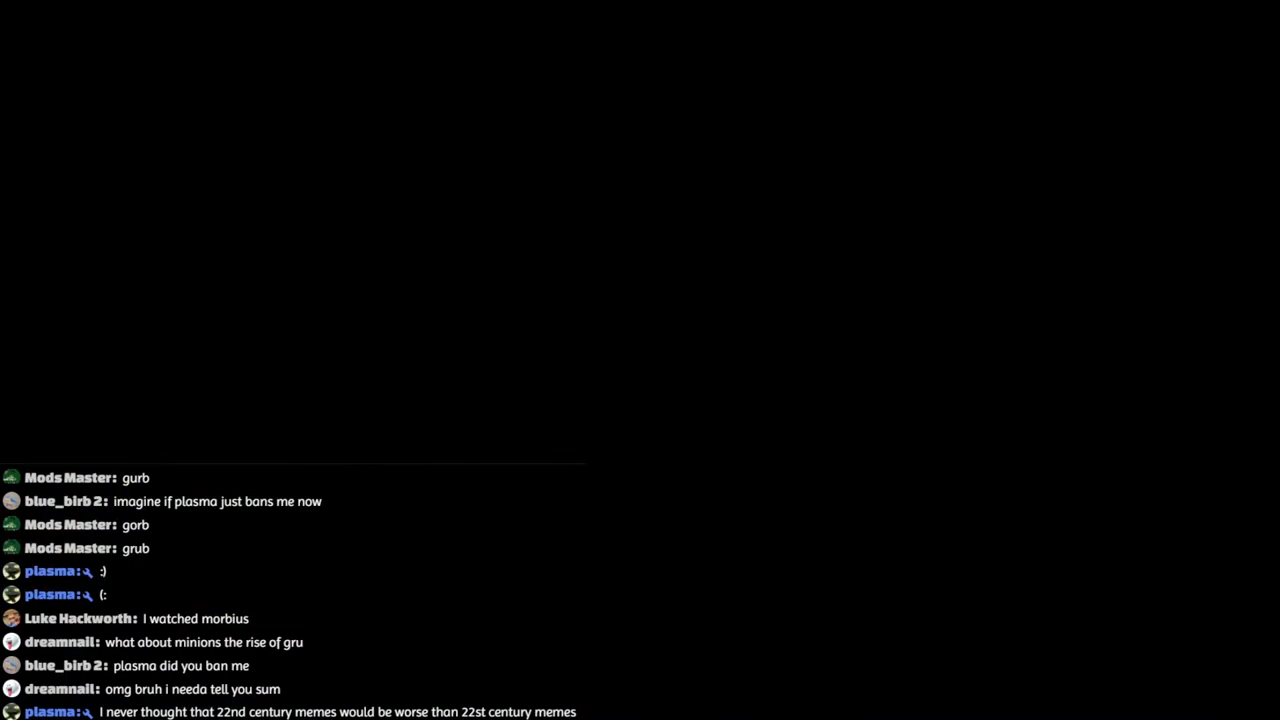 Mods Master: gurb
blue_birb 2: imagine if plasma just bans me now
Mods Master: gorb
Mods Master: grub
plasma: :)
plasma: (:
Luke Hackworth: I watched morbius
dreamnail: what about minions the rise of gru
blue_birb 2: plasma did you ban me
dreamnail: omg bruh i needa tell you sum
plasma: I never thought that 22nd century memes would be worse than 22st century memes